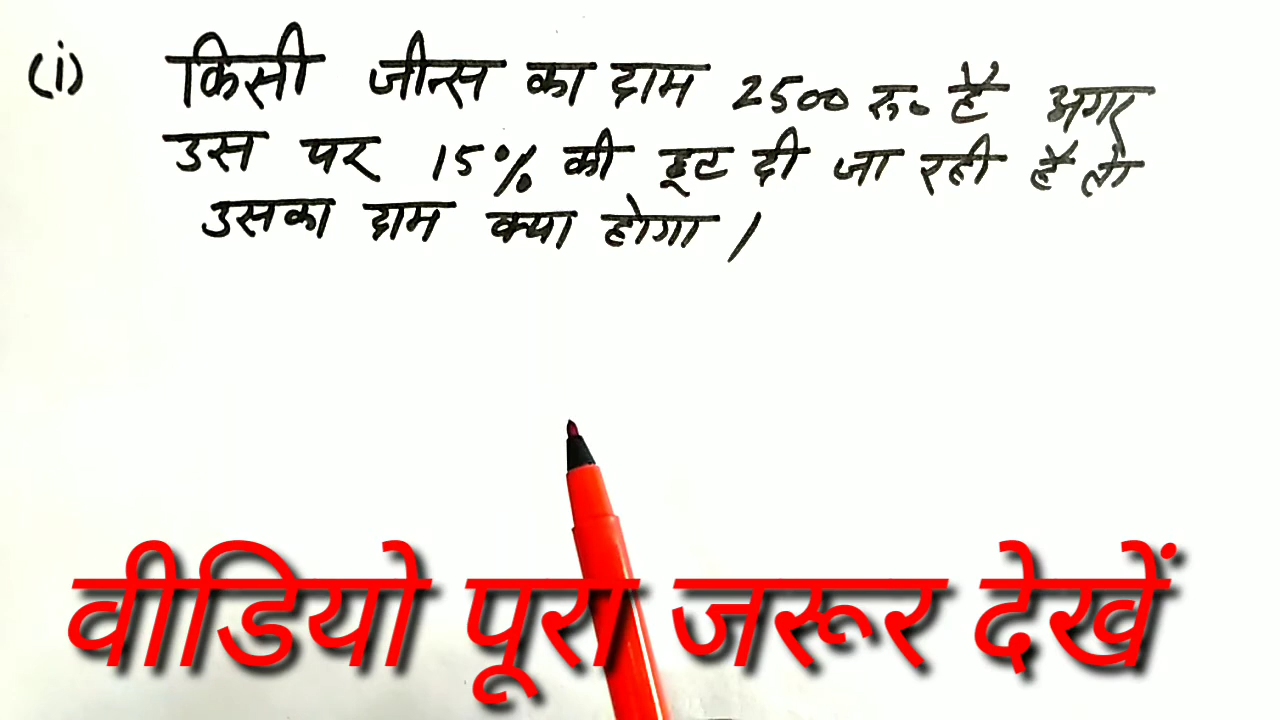 (i) किसी जीन्स का दाम 2500 रू० है अगर
उस पर 15% की छूट दी जा रही है तो
उसका दाम क्या होगा।
वीडियो पूरा जरूर देखें